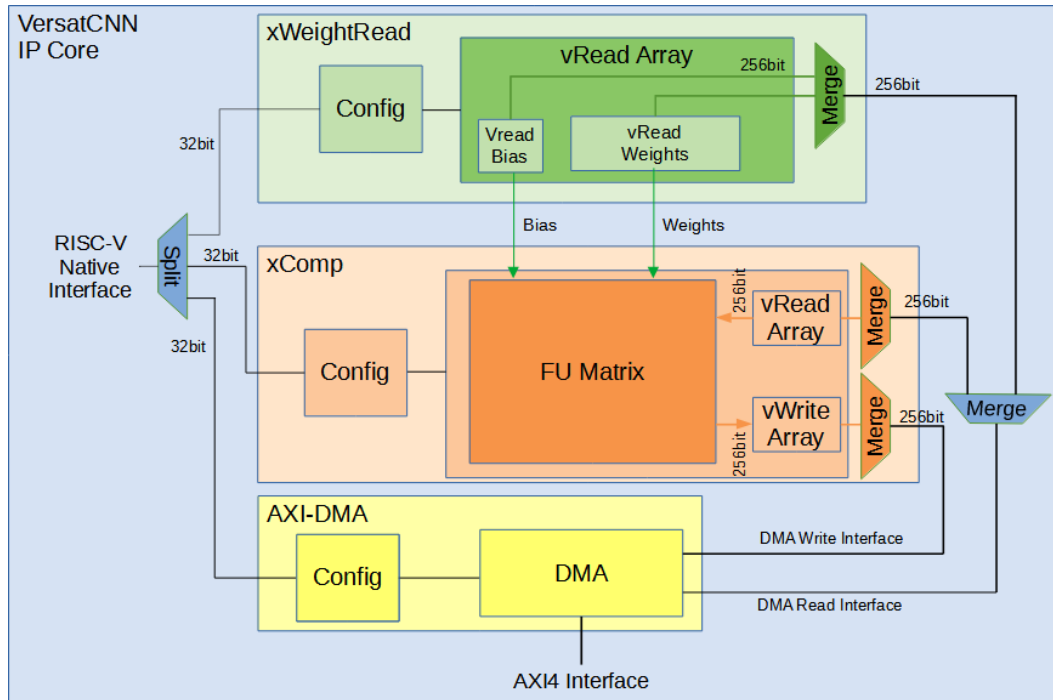 VersatCNN
IP Core
xWeightRead
vRead Array
256bit
Merge
256bit
Config
Vread
Bias
vRead
Weights
32bit
Bias
Weights
RISC-V
Native
Interface
Split
32bit
32bit
xComp
Config
FU Matrix
256bit
vRead
Array
Merge
256bit
256bit
vWrite
Array
Merge
256bit
Merge
AXI-DMA
Config
DMA
DMA Write Interface
DMA Read Interface
AXI4 Interface